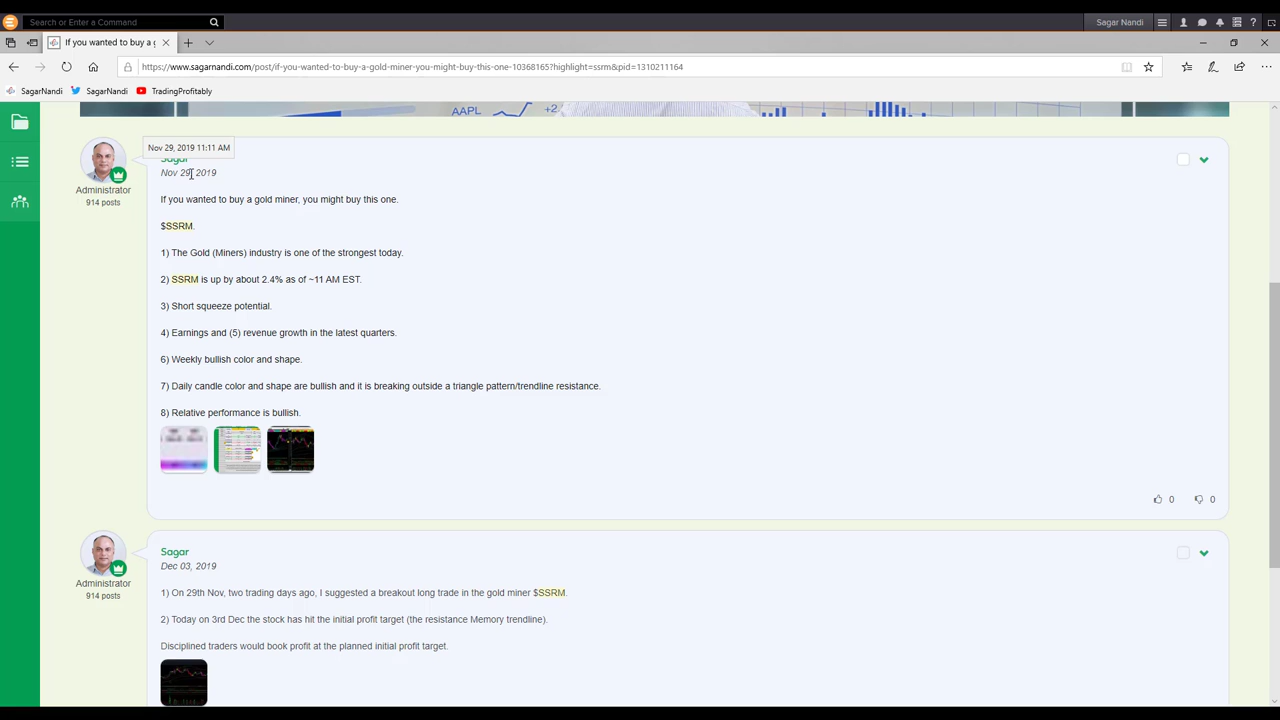 Search or Enter a Command
Sagar Nandi
If you wanted to buy a g
https://www.sagarnandi.com/post/if-you-wanted-to-buy-a-gold-miner-you-might-buy-this-one-10368165?highlight=ssrm&pid=1310211164
SagarNandi
SagarNandi
TradingProfitably
AAPL
+2.
Nov 29, 2019 11:11 AM
Sagar
Nov 29, 2019
Administrator
914 posts
If you wanted to buy a gold miner, you might buy this one.
$SSRM.
1) The Gold (Miners) industry is one of the strongest today.
2) SSRM is up by about 2.4% as of ~11 AM EST.
3) Short squeeze potential.
4) Earnings and (5) revenue growth in the latest quarters.
6) Weekly bullish color and shape.
7) Daily candle color and shape are bullish and it is breaking outside a triangle pattern/trendline resistance.
8) Relative performance is bullish.
0
0
Sagar
Dec 03, 2019
Administrator
914 posts
1) On 29th Nov, two trading days ago, I suggested a breakout long trade in the gold miner $SSRM.
2) Today on 3rd Dec the stock has hit the initial profit target (the resistance Memory trendline).
Disciplined traders would book profit at the planned initial profit target.